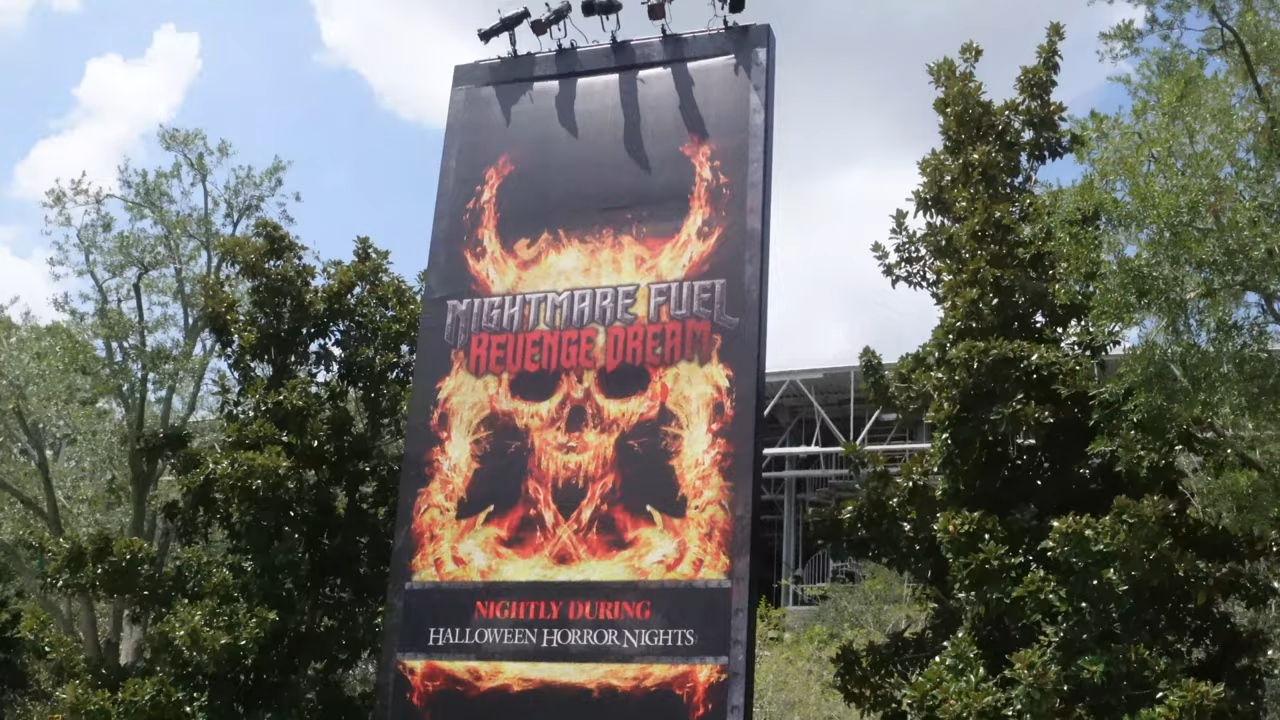 NIGHTMARE FUEL
REVENGE DREAM
NIGHTLY DURING
HALLOWEEN HORROR NIGHTS